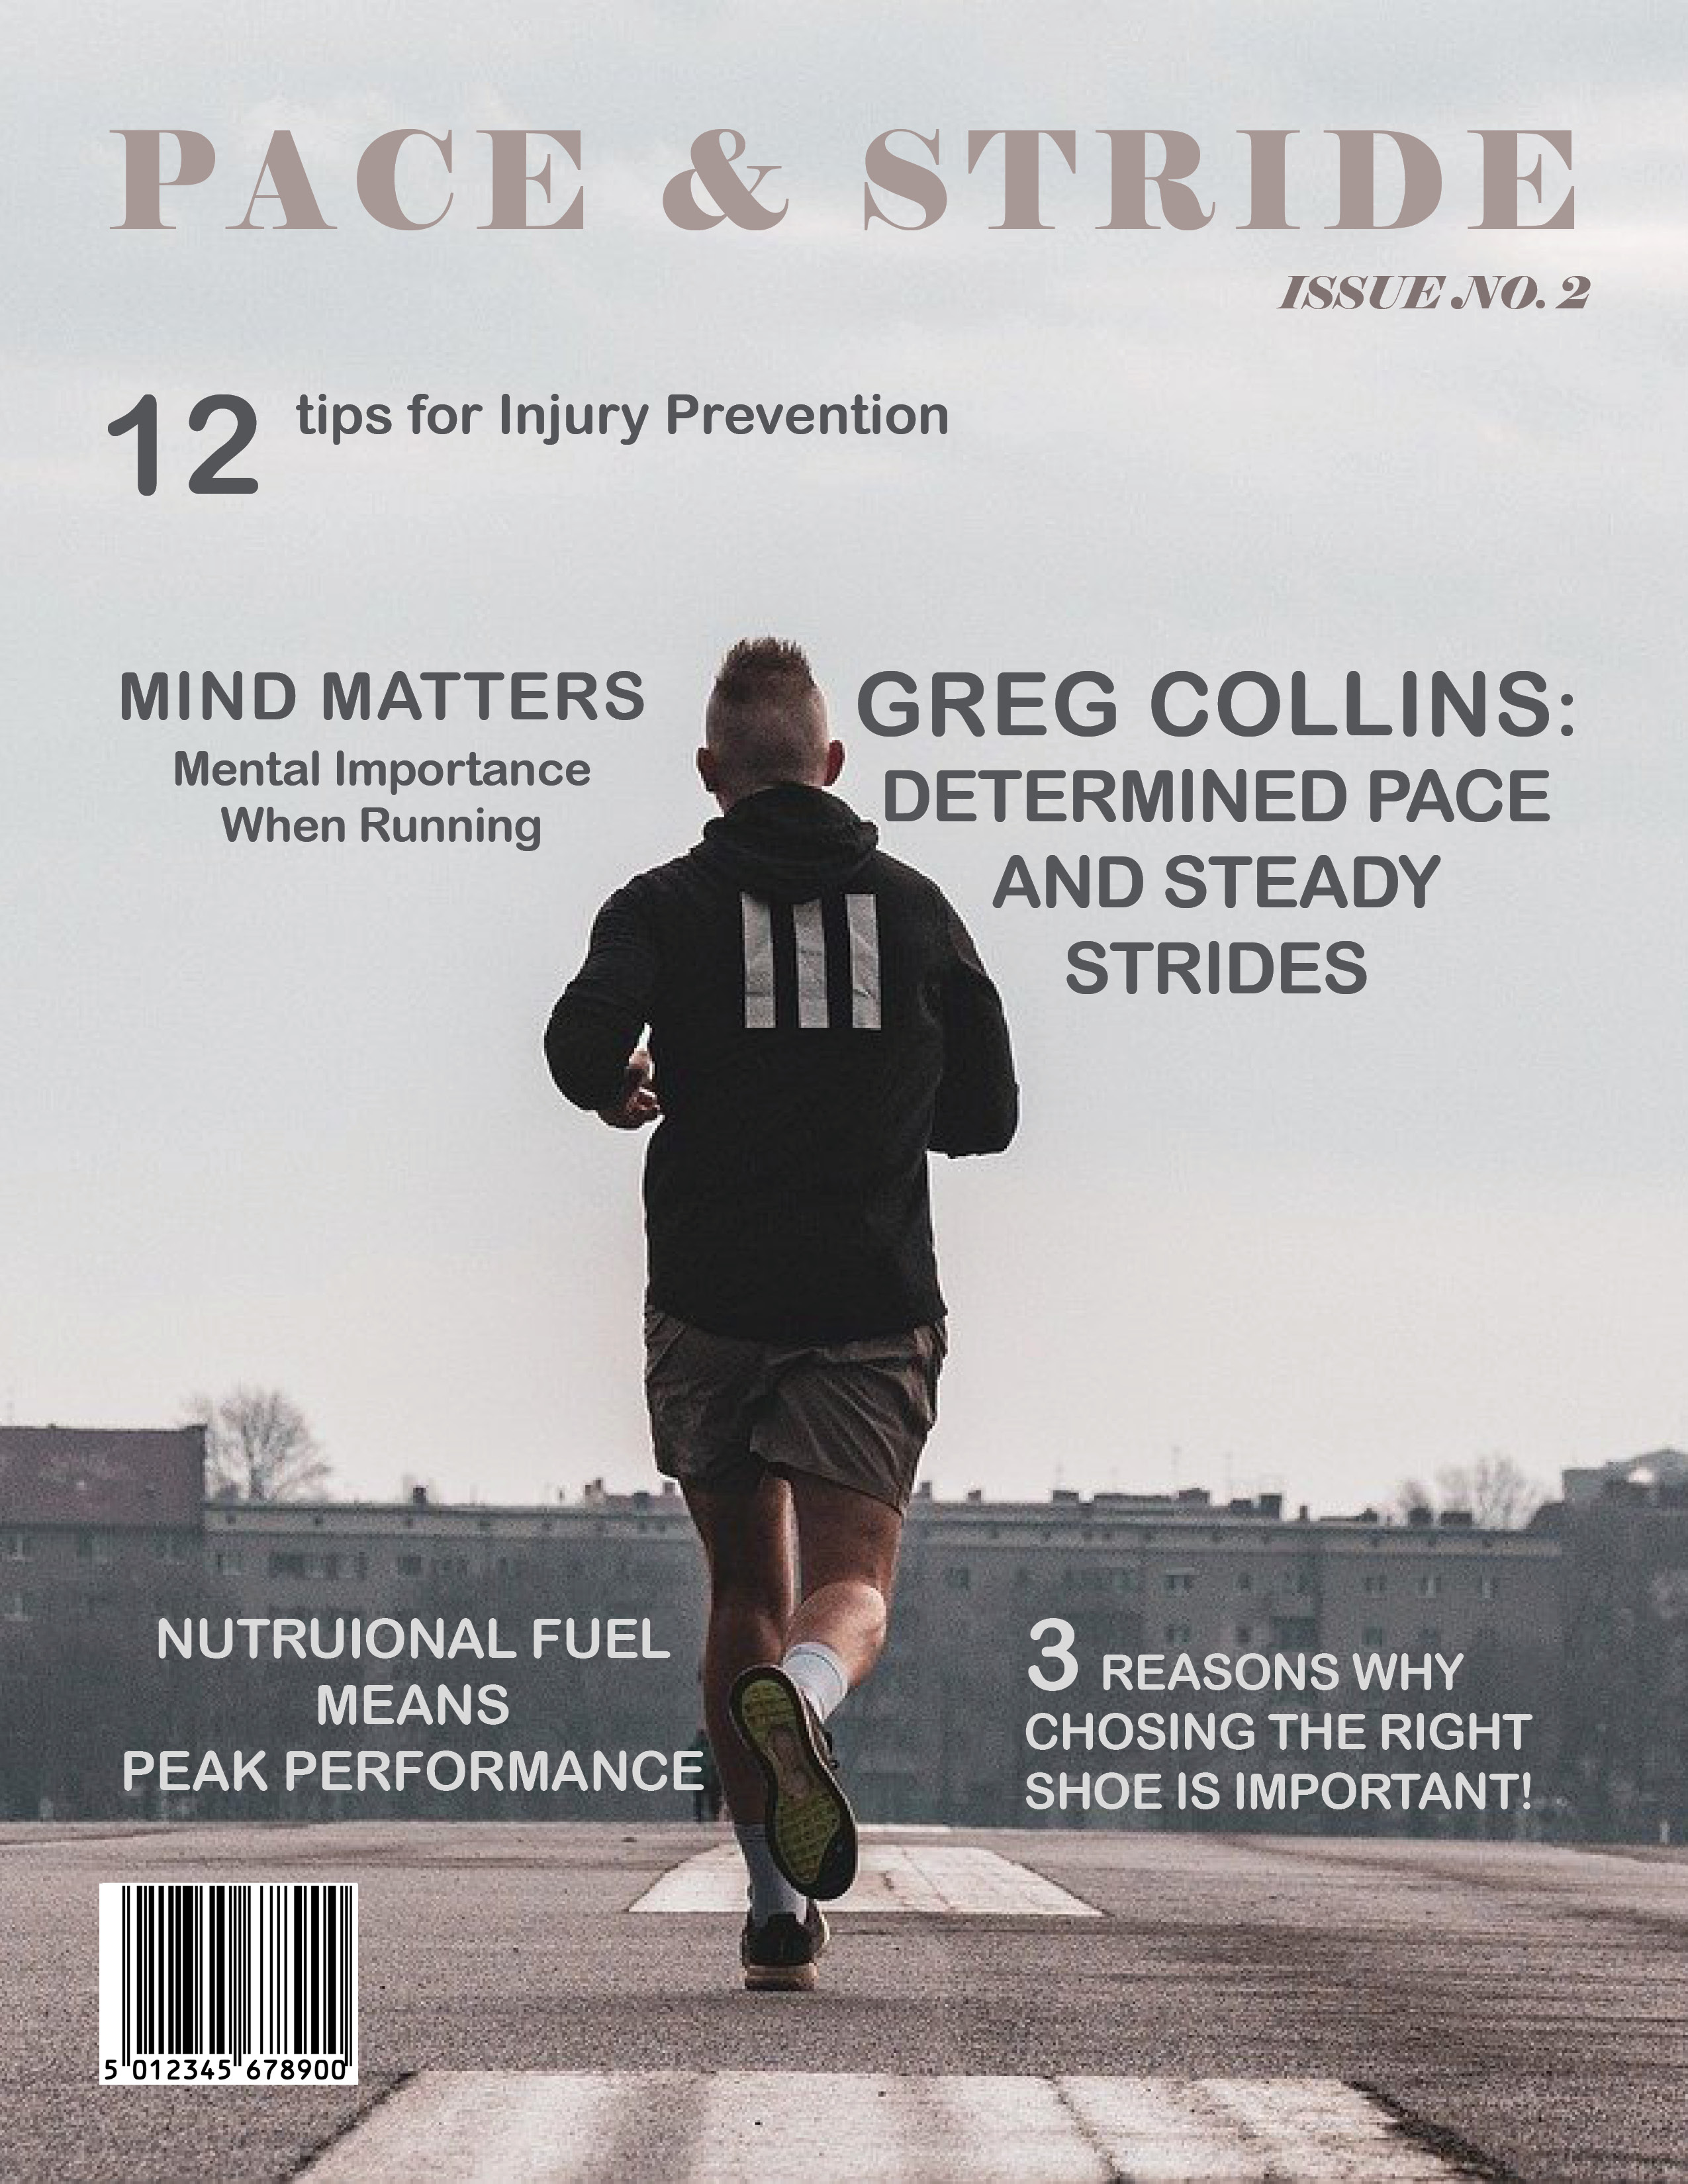 PACE & STRIDE
ISSUE NO. 2
12 tips for Injury Prevention
MIND MATTERS
Mental Importance
When Running
GREG COLLINS:
DETERMINED PACE
AND STEADY
STRIDES
NUTRUIONAL FUEL
MEANS
PEAK PERFORMANCE
3 REASONS WHY
CHOSING THE RIGHT
SHOE IS IMPORTANT!
5 012345 678900